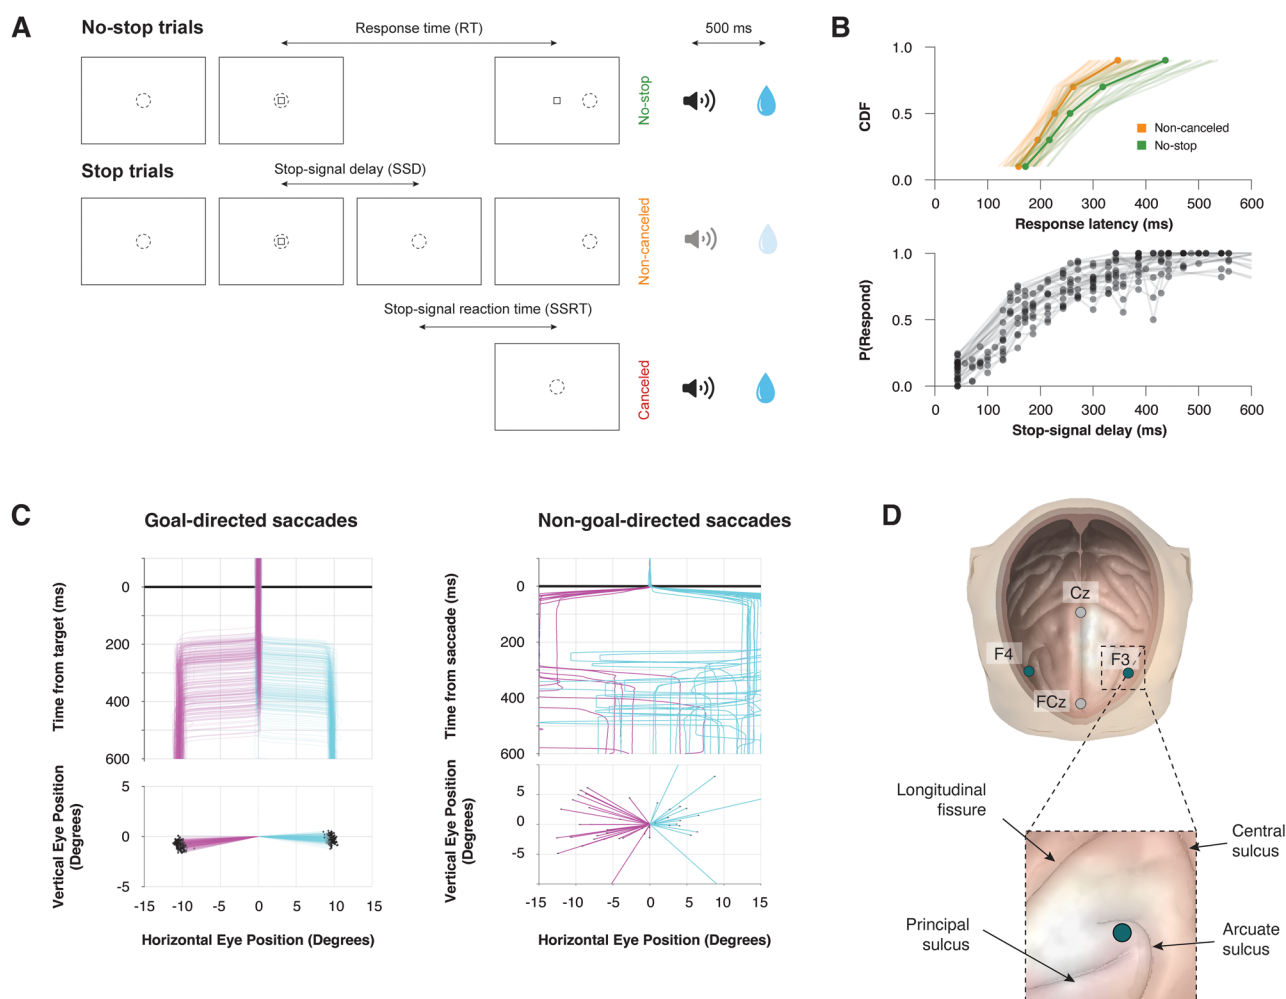 A
No-stop trials
Response time (RT)
500 ms
No-stop
Stop trials
Stop-signal delay (SSD)
Non-canceled
Stop-signal reaction time (SSRT)
Canceled
B
CDF
1.0
0.5
0.0
Non-canceled
No-stop
0 100 200 300 400 500 600
Response latency (ms)
P(Respond)
1.0
0.5
0.0
0 100 200 300 400 500 600
Stop-signal delay (ms)
C
Goal-directed saccades
Time from target (ms)
0
200
400
600
Vertical Eye Position
(Degrees)
5
0
-5
-15 -10 -5 0 5 10 15
Horizontal Eye Position (Degrees)
Non-goal-directed saccades
Time from saccade (ms)
0
200
400
600
Vertical Eye Position
(Degrees)
5
0
-5
-15 -10 -5 0 5 10 15
Horizontal Eye Position (Degrees)
D
Cz
F4
F3
FCz
Longitudinal
fissure
Central
sulcus
Principal
sulcus
Arcuate
sulcus